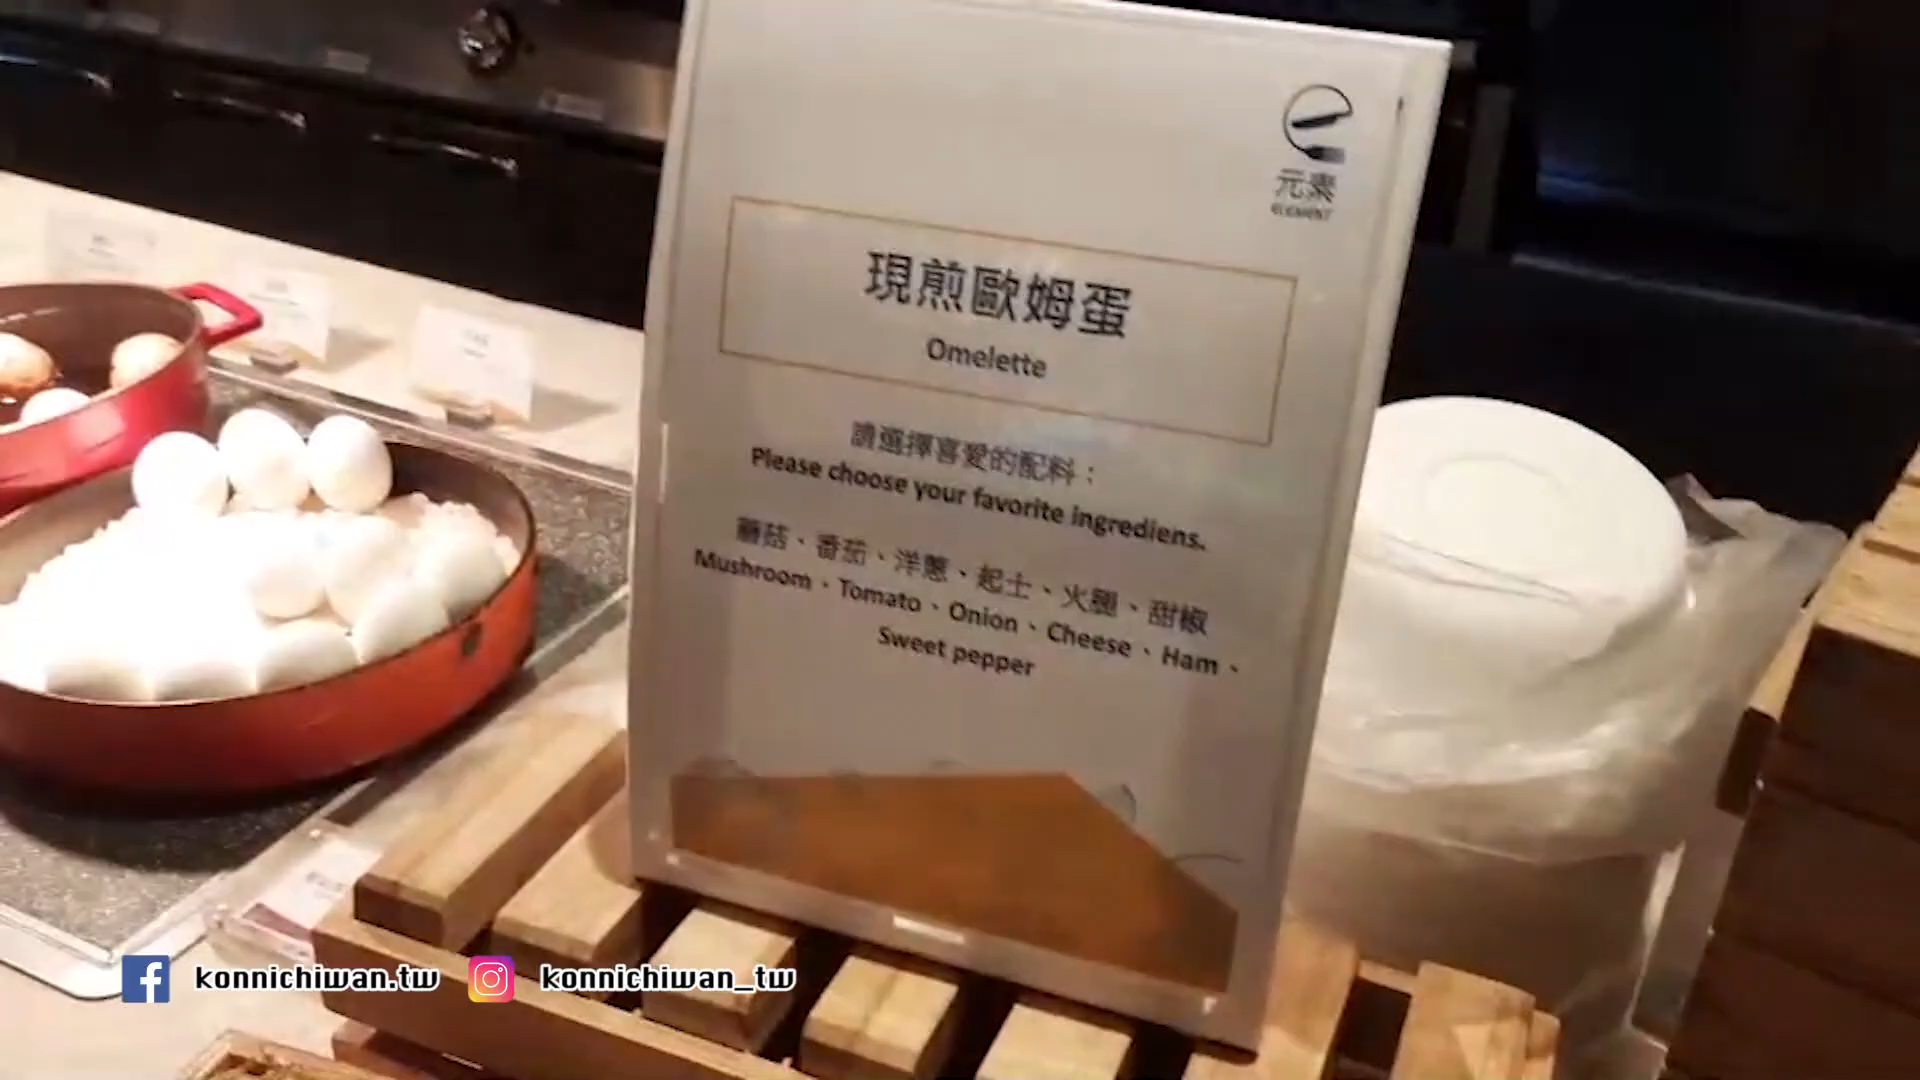 元素
ELEMENT
現煎歐姆蛋
Omelette
請選擇喜愛的配料：
Please choose your favorite ingrediens.
蘑菇、番茄、洋蔥、起士、火腿、甜椒
Mushroom、Tomato、Onion、Cheese、Ham、
Sweet pepper
konnichiwan.tw
konnichiwan_tw